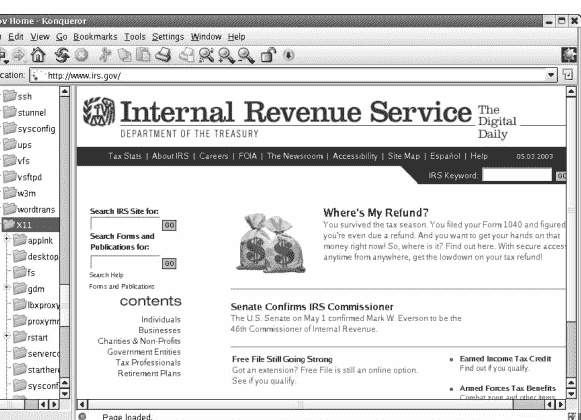 ov Home - Konqueror
Edit View Go Bookmarks Tools Settings Window Help
cation: http://www.irs.gov/
ssh
stunnel
sysconfig
ups
vfs
vsftpd
w3m
wordtrans
X11
applnk
desktop
fs
gdm
lbxproxy
proxymn
rstart
serverco
starthere
sysconf
Internal Revenue Service
DEPARTMENT OF THE TREASURY
The
Digital
Daily
Tax Stats | About IRS | Careers | FOIA | The Newsroom | Accessibility | Site Map | Español | Help 05.03.2003
IRS Keyword: GO
Search IRS Site for:
GO
Search Forms and
Publications for:
GO
Search Help
Forms and Publications
contents
Individuals
Businesses
Charities & Non-Profits
Government Entities
Tax Professionals
Retirement Plans
Where's My Refund?
You survived the tax season. You filed your Form 1040 and figured
you're even due a refund. And you want to get your hands on that
money right now! So, where is it? Find out here. With secure access
anytime from anywhere, get the lowdown on your tax refund!
Senate Confirms IRS Commissioner
The U.S. Senate on May 1 confirmed Mark W. Everson to be the
46th Commissioner of Internal Revenue.
Free File Still Going Strong
Got an extension? Free File is still an option.
See if you qualify.
Earned Income Tax Credit
Find out if you qualify.
Armed Forces Tax Benefits
Combat zone and other items
Page loaded.